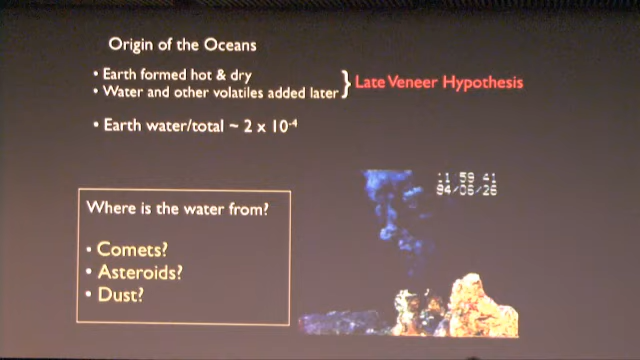 Origin of the Oceans
• Earth formed hot & dry
• Water and other volatiles added later
} Late Veneer Hypothesis
• Earth water/total ~ 2 x 10⁻⁴
11 59 41
94/06/26
Where is the water from?
• Comets?
• Asteroids?
• Dust?